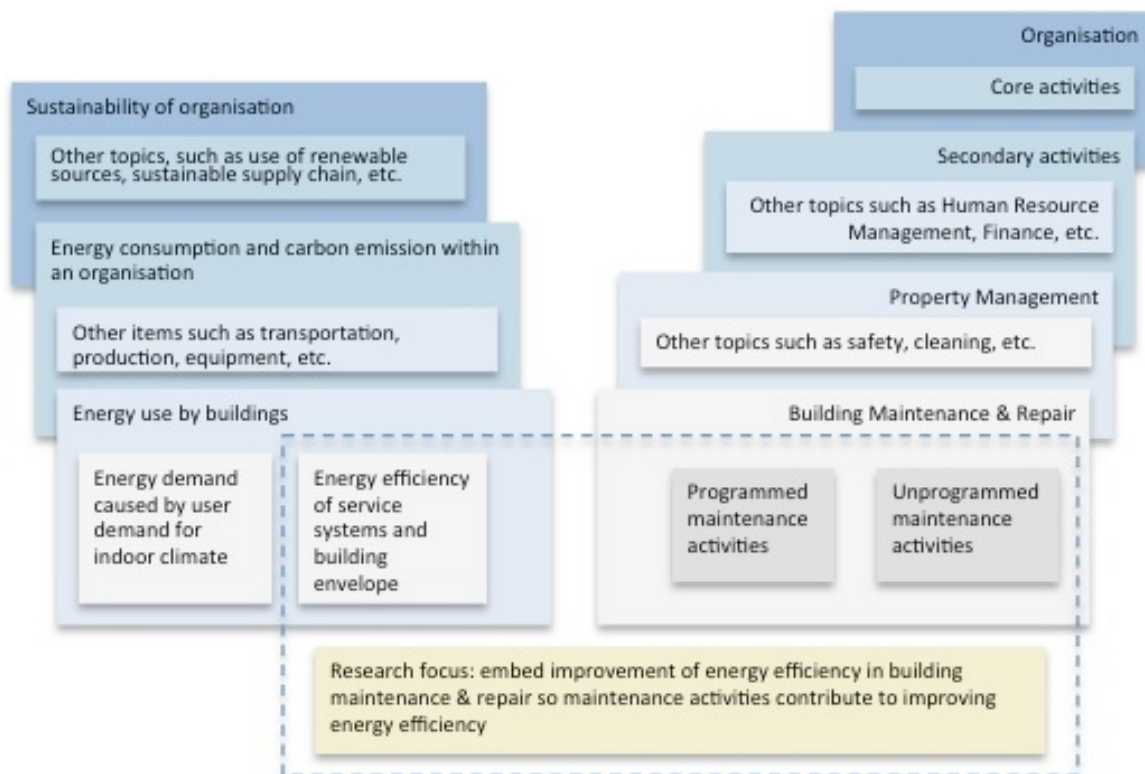 Organisation
Core activities
Sustainability of organisation
Other topics, such as use of renewable
sources, sustainable supply chain, etc.
Secondary activities
Other topics such as Human Resource
Management, Finance, etc.
Energy consumption and carbon emission within
an organisation
Other items such as transportation,
production, equipment, etc.
Property Management
Other topics such as safety, cleaning, etc.
Energy use by buildings
Energy demand
caused by user
demand for
indoor climate
Energy efficiency
of service
systems and
building
envelope
Building Maintenance & Repair
Programmed
maintenance
activities
Unprogrammed
maintenance
activities
Research focus: embed improvement of energy efficiency in building
maintenance & repair so maintenance activities contribute to improving
energy efficiency